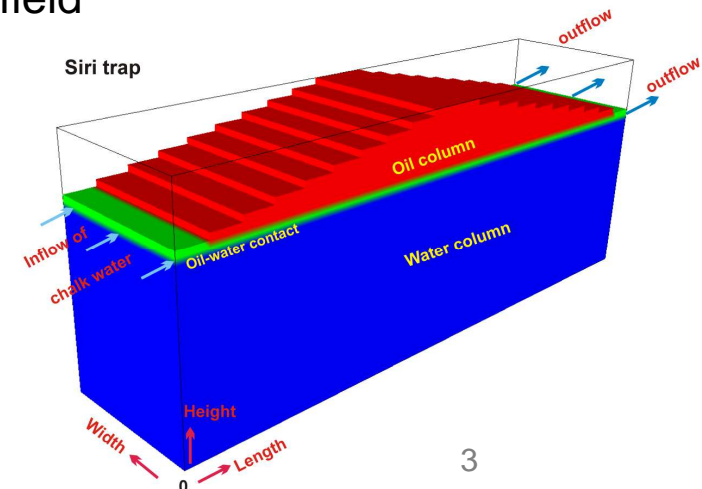 field
Siri trap
outflow
outflow
Oil column
Oil-water contact
Water column
Inflow of
chalk water
Height
Width
Length
0
3